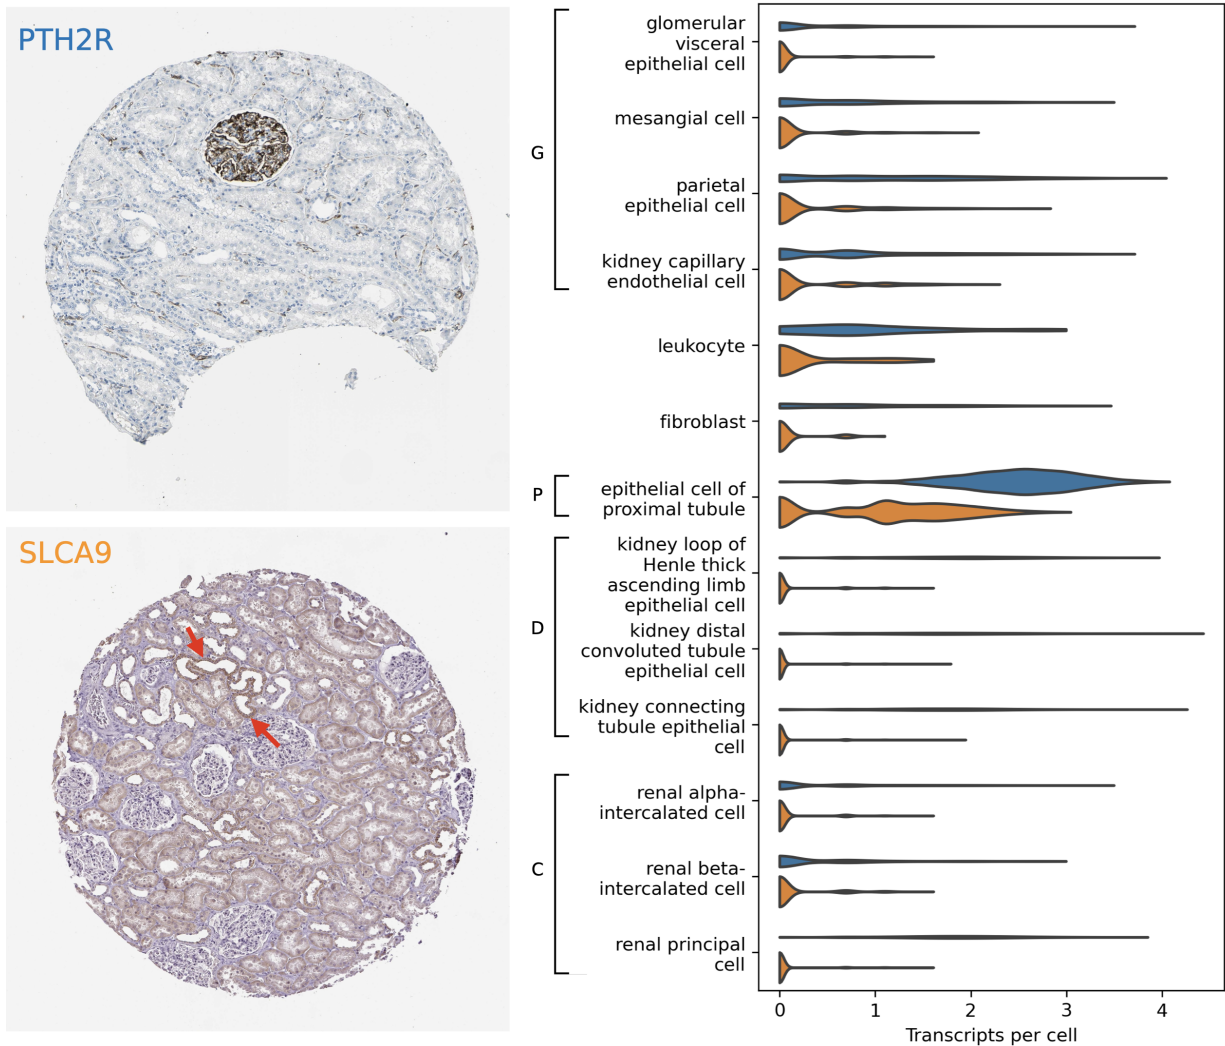 PTH2R
SLCA9
G
glomerular
visceral
epithelial cell
mesangial cell
parietal
epithelial cell
kidney capillary
endothelial cell
leukocyte
fibroblast
P
epithelial cell of
proximal tubule
D
kidney loop of
Henle thick
ascending limb
epithelial cell
kidney distal
convoluted tubule
epithelial cell
kidney connecting
tubule epithelial
cell
C
renal alpha-
intercalated cell
renal beta-
intercalated cell
renal principal
cell
0 1 2 3 4
Transcripts per cell